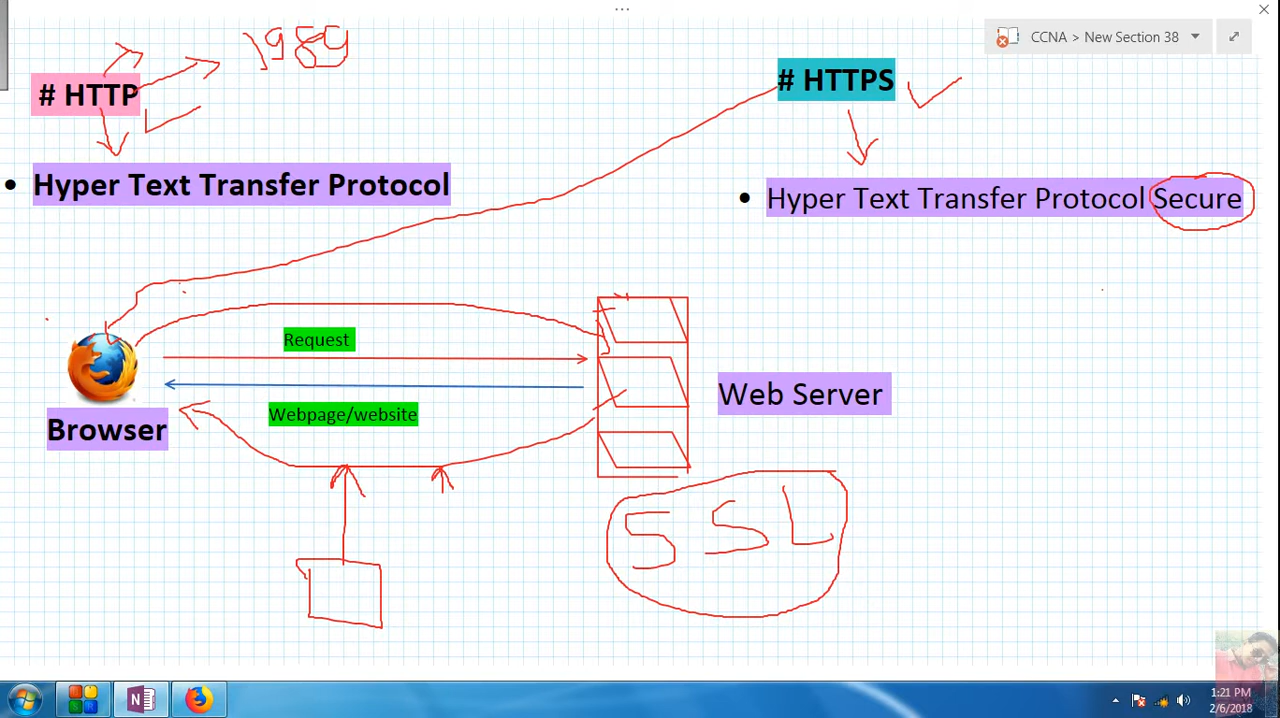 1989
CCNA > New Section 38
# HTTP
# HTTPS
• Hyper Text Transfer Protocol
• Hyper Text Transfer Protocol Secure
Request
Webpage/website
Web Server
Browser
SSL
1:21 PM
2/6/2018